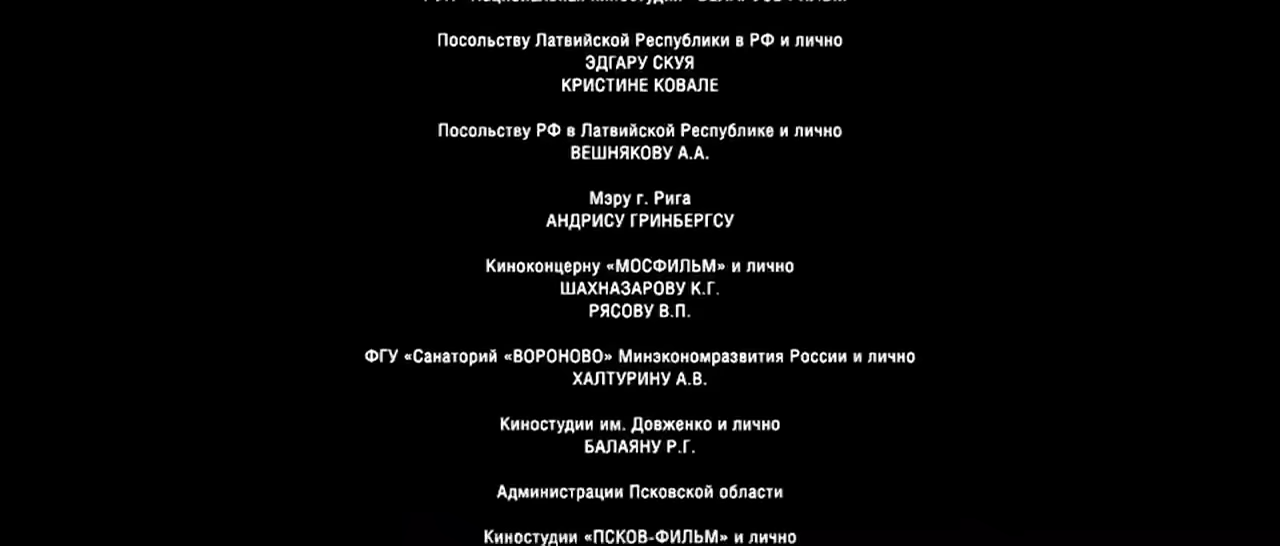 Посольству Латвийской Республики в РФ и лично
ЭДГАРУ СКУЯ
КРИСТИНЕ КОВАЛЕ
Посольству РФ в Латвийской Республике и лично
ВЕШНЯКОВУ А.А.
Мэру г. Рига
АНДРИСУ ГРИНБЕРГСУ
Киноконцерну «МОСФИЛЬМ» и лично
ШАХНАЗАРОВУ К.Г.
РЯСОВУ В.П.
ФГУ «Санаторий «ВОРОНОВО» Минэкономразвития России и лично
ХАЛТУРИНУ А.В.
Киностудии им. Довженко и лично
БАЛАЯНУ Р.Г.
Администрации Псковской области
Киностудии «ПСКОВ-ФИЛЬМ» и лично